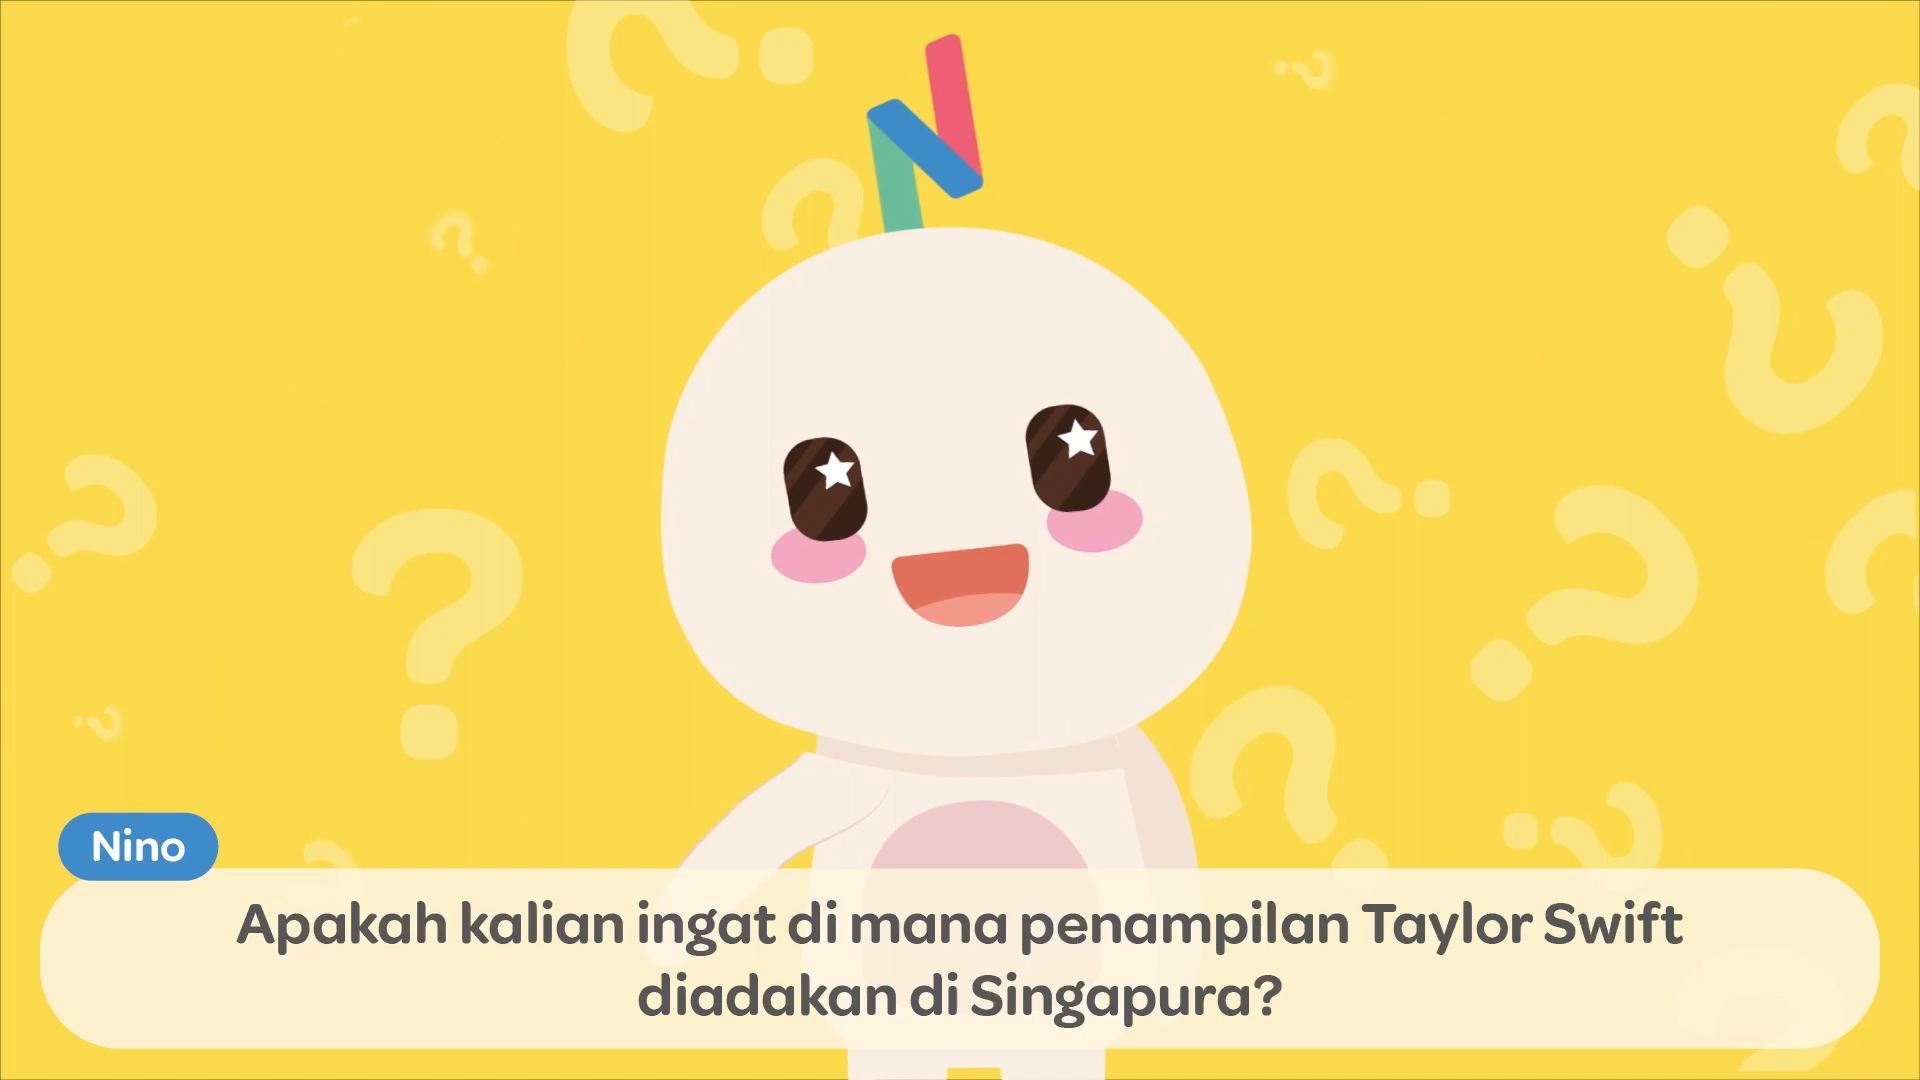 Nino
Apakah kalian ingat di mana penampilan Taylor Swift
diadakan di Singapura?